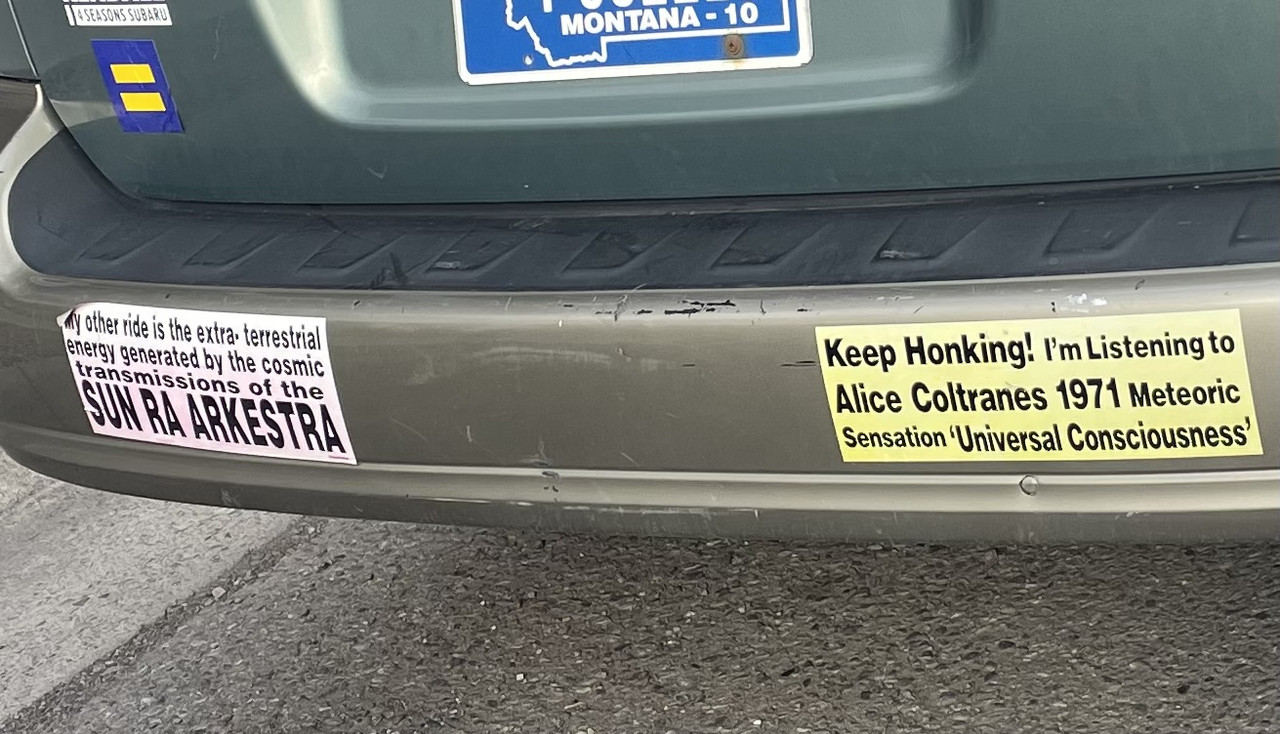 4 SEASONS SUBARU
MONTANA - 10
My other ride is the extra- terrestrial
energy generated by the cosmic
transmissions of the
SUN RA ARKESTRA
Keep Honking! I'm Listening to
Alice Coltranes 1971 Meteoric
Sensation 'Universal Consciousness'